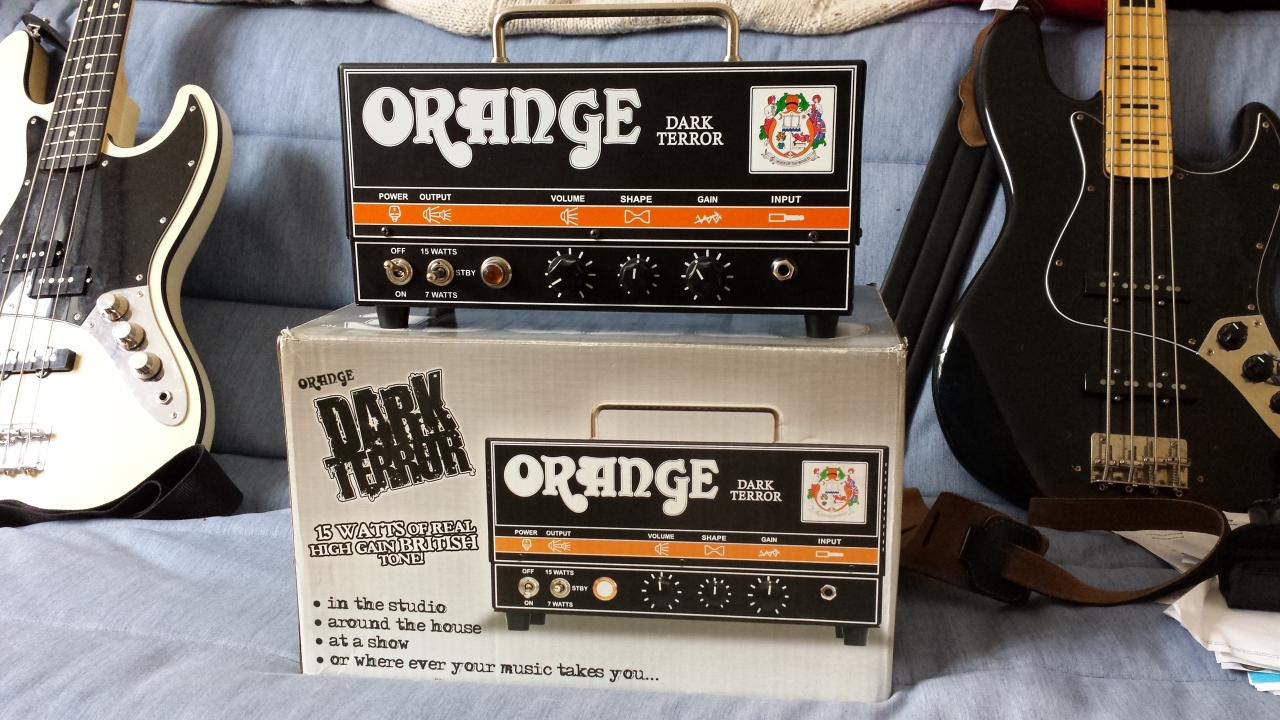 ORANGE
DARK
TERROR
POWER OUTPUT VOLUME SHAPE GAIN INPUT
OFF 15 WATTS
STBY
ON 7 WATTS
ORANGE
DARK
TERROR
15 WATTS OF REAL
HIGH GAIN BRITISH
TONE!
• in the studio
• around the house
• at a show
• or where ever your music takes you...
ORANGE
DARK
TERROR
POWER OUTPUT VOLUME SHAPE GAIN INPUT
OFF 15 WATTS
STBY
ON 7 WATTS